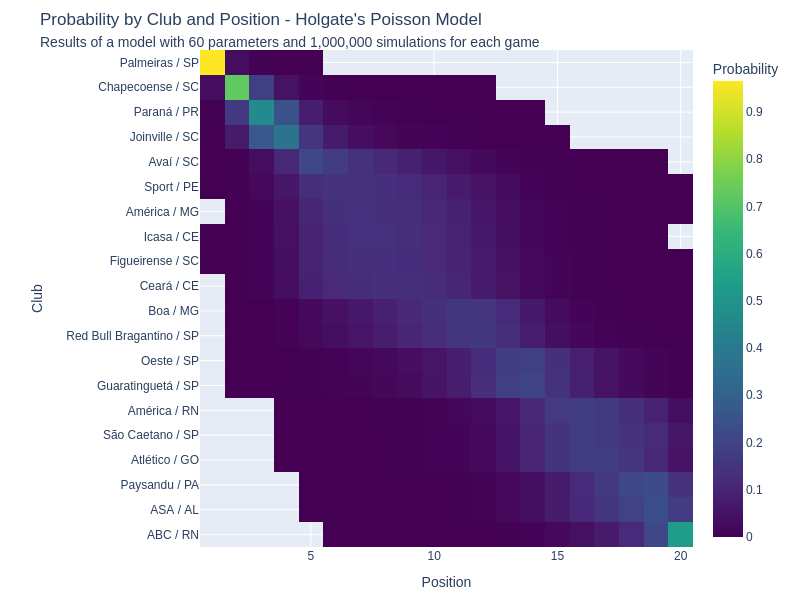 Probability by Club and Position - Holgate's Poisson Model
Results of a model with 60 parameters and 1,000,000 simulations for each game
Probability
Palmeiras / SP
Chapecoense / SC
Paraná / PR
Joinville / SC
Avaí / SC
Sport / PE
América / MG
Icasa / CE
Figueirense / SC
Ceará / CE
Boa / MG
Red Bull Bragantino / SP
Oeste / SP
Guaratinguetá / SP
América / RN
São Caetano / SP
Atlético / GO
Paysandu / PA
ASA / AL
ABC / RN
Club
5
10
15
20
Position
0.9
0.8
0.7
0.6
0.5
0.4
0.3
0.2
0.1
0